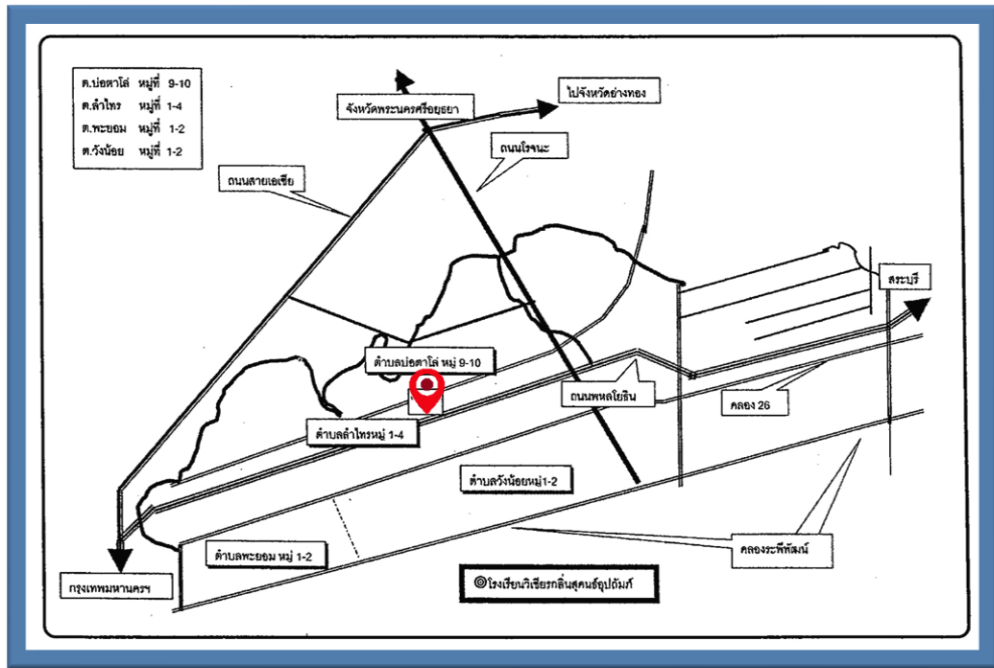 ต.บ่อตาโล่ หมู่ที่ 9-10
ต.ลำไทร หมู่ที่ 1-4
ต.พะยอม หมู่ที่ 1-2
ต.วังน้อย หมู่ที่ 1-2
จังหวัดพระนครศรีอยุธยา
ไปจังหวัดอ่างทอง
ถนนโรจนะ
ถนนสายเอเซีย
สระบุรี
ตำบลบ่อตาโล่ หมู่ 9-10
ถนนพหลโยธิน
คลอง 26
ตำบลลำไทรหมู่ 1-4
ตำบลวังน้อยหมู่1-2
ตำบลพะยอม หมู่ 1-2
คลองระพีพัฒน์
กรุงเทพมหานครฯ
โรงเรียนวิเชียรกลิ่นสุคนธ์อุปถัมภ์